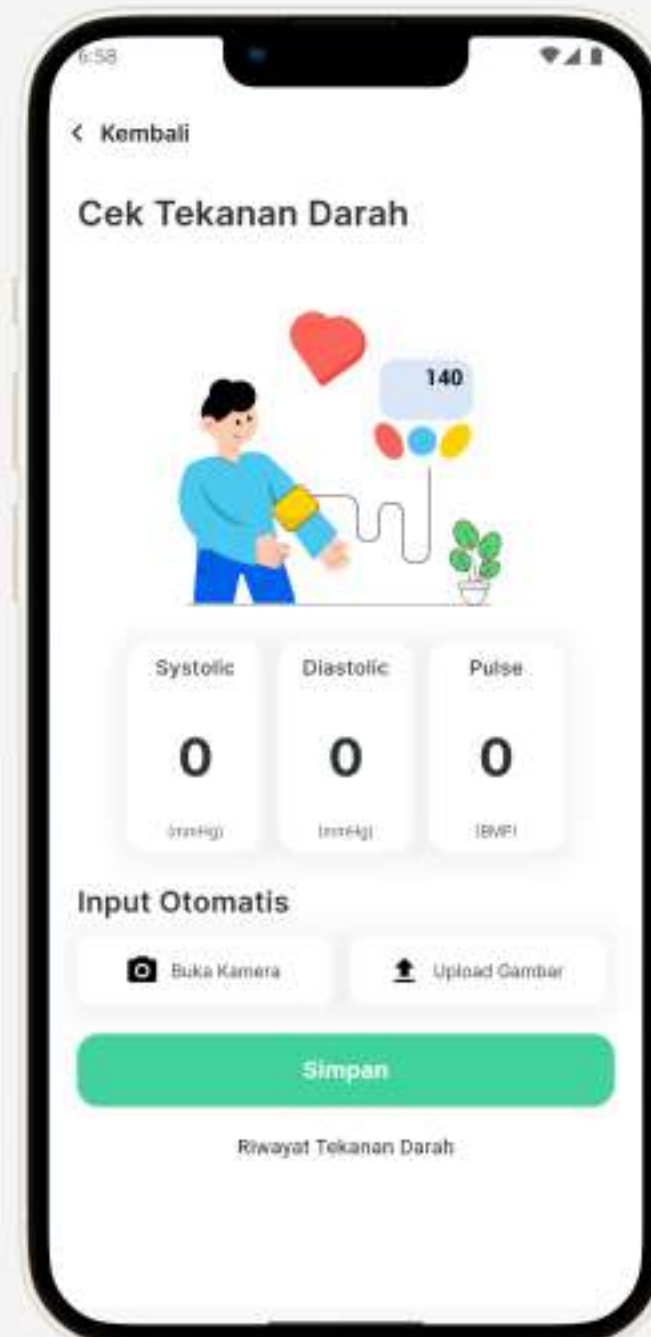 6:58
Kembali
Cek Tekanan Darah
140
Systolic Diastolic Pulse
0 0 0
(mmHg) (mmHg) (BMP)
Input Otomatis
Buka Kamera Upload Gambar
Simpan
Riwayat Tekanan Darah